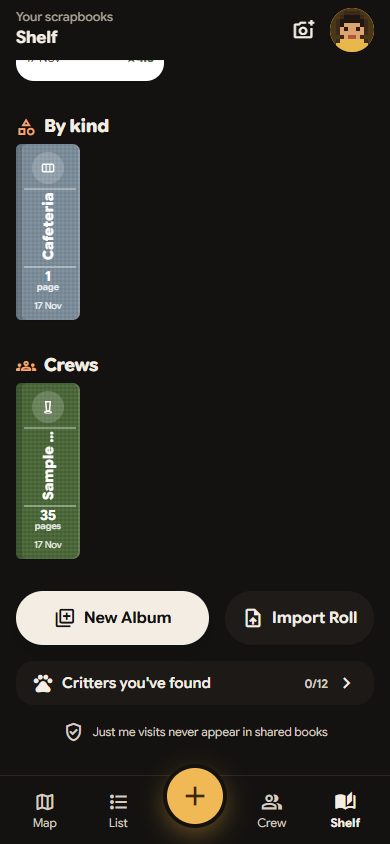 Your scrapbooks
Shelf
17 Nov
By kind
Cafeteria
1
page
17 Nov
Crews
Sample ...
35
pages
17 Nov
New Album
Import Roll
Critters you've found
0/12
Just me visits never appear in shared books
Map
List
Crew
Shelf